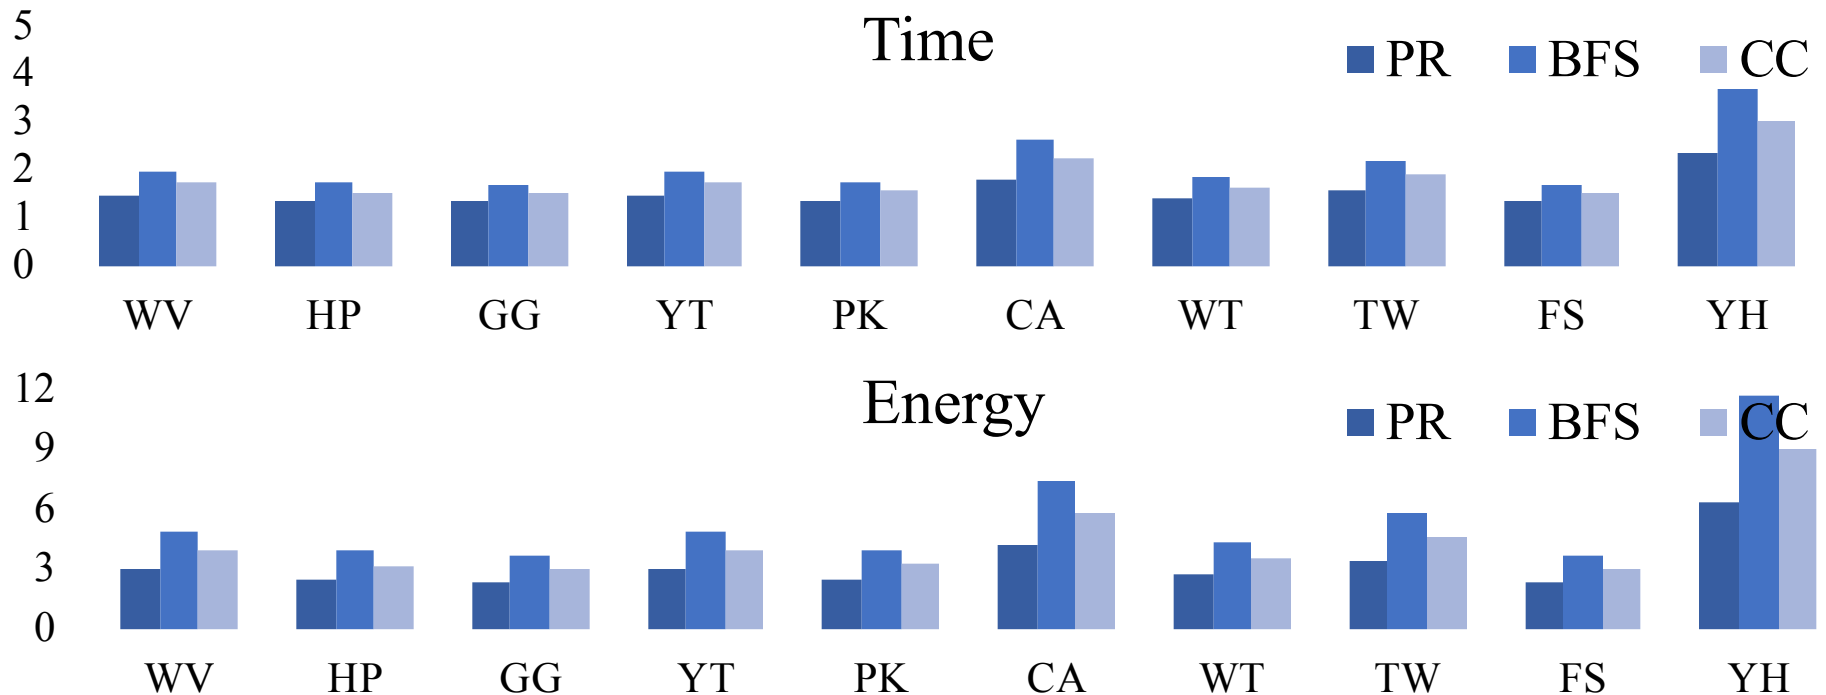 Time
PR BFS CC
5
4
3
2
1
0
WV HP GG YT PK CA WT TW FS YH
Energy
PR BFS CC
12
9
6
3
0
WV HP GG YT PK CA WT TW FS YH